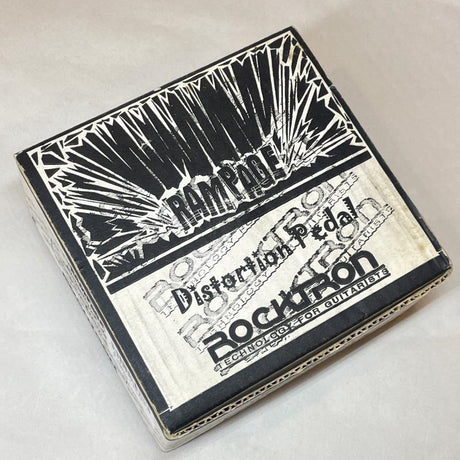 RAMPAGE
Distortion Pedal
ROCKTRON
TECHNOLOGY FOR GUITARISTS